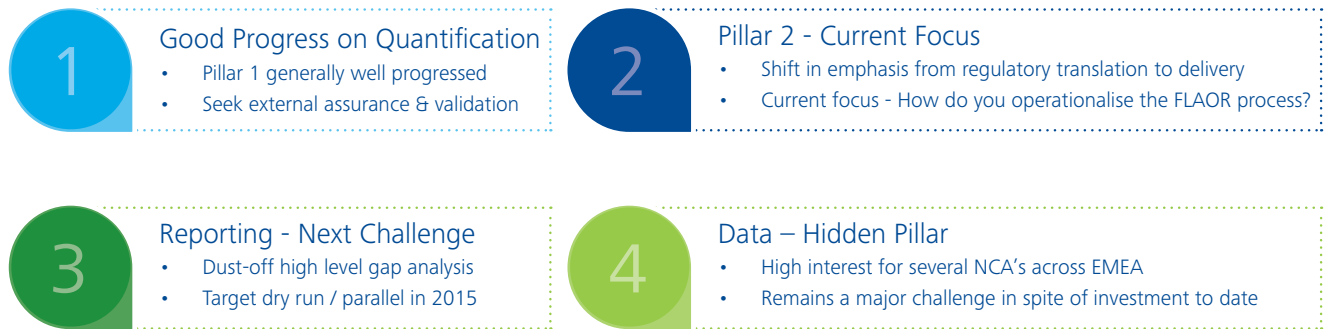 1
Good Progress on Quantification
• Pillar 1 generally well progressed
• Seek external assurance & validation
2
Pillar 2 - Current Focus
• Shift in emphasis from regulatory translation to delivery
• Current focus - How do you operationalise the FLAOR process?
3
Reporting - Next Challenge
• Dust-off high level gap analysis
• Target dry run / parallel in 2015
4
Data – Hidden Pillar
• High interest for several NCA's across EMEA
• Remains a major challenge in spite of investment to date